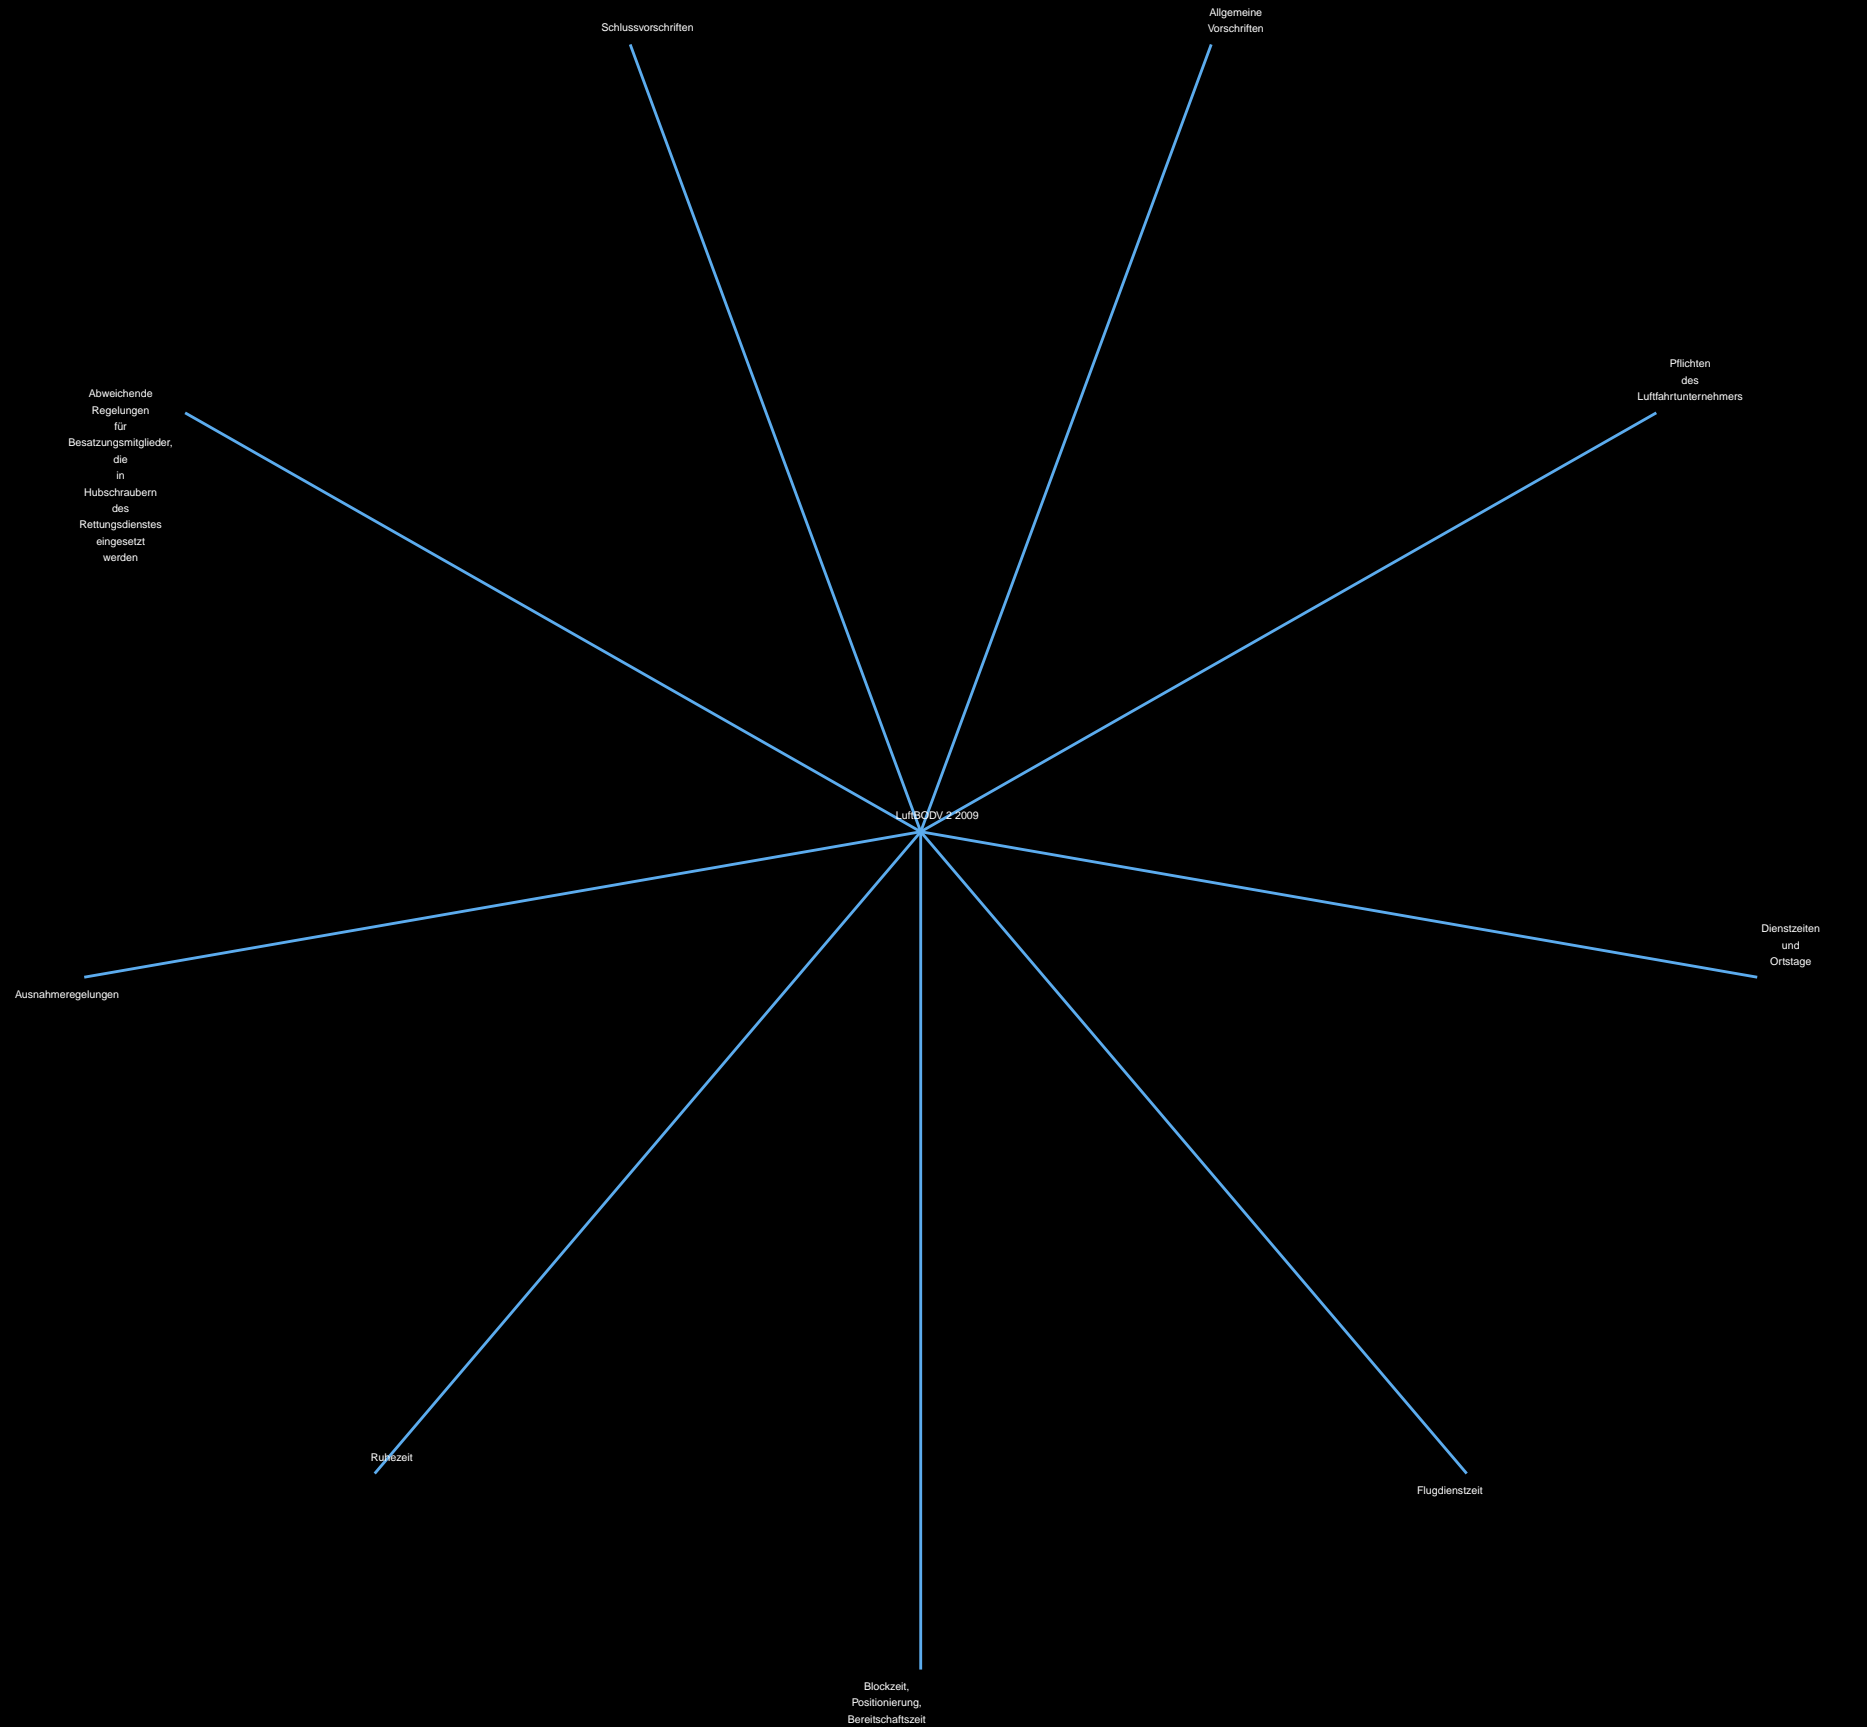 Schlussvorschriften
Allgemeine
Vorschriften
Pflichten
des
Luftfahrtunternehmers
Abweichende
Regelungen
für
Besatzungsmitglieder,
die
in
Hubschraubern
des
Rettungsdienstes
eingesetzt
werden
LuftBODV 2 2009
Dienstzeiten
und
Ortstage
Ausnahmeregelungen
Ruhezeit
Flugdienstzeit
Blockzeit,
Positionierung,
Bereitschaftszeit